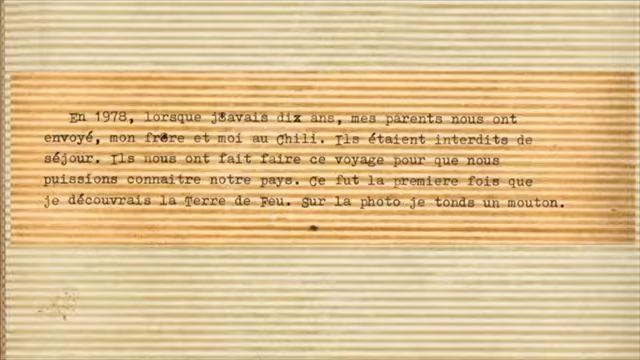 En 1978, lorsque j'avais dix ans, mes parents nous ont
envoyé, mon frère et moi au Chili. Ils étaient interdits de
séjour. Ils nous ont fait faire ce voyage pour que nous
puissions connaitre notre pays. Ce fut la premiere fois que
je découvrais la Terre de Feu. Sur la photo je tonds un mouton.